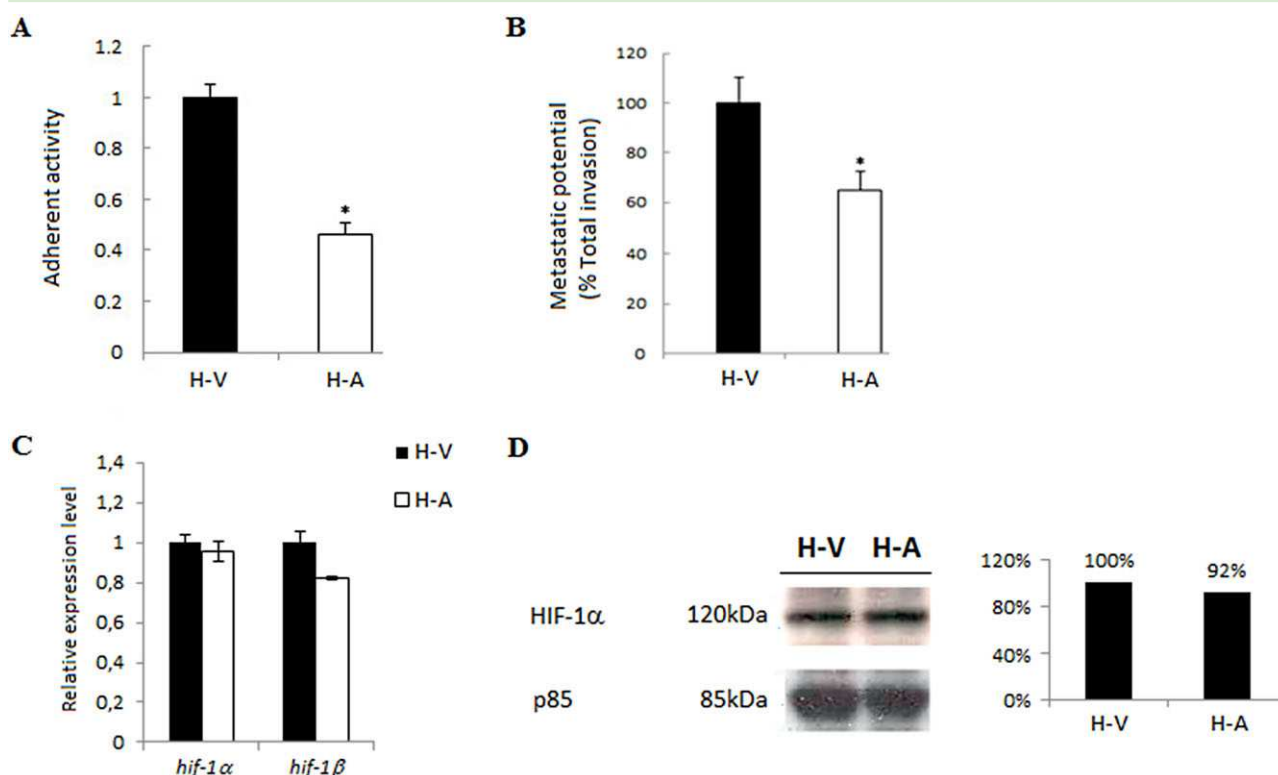 A
1.2
1
0.8
0.6
0.4
0.2
0
Adherent activity
*
H-V
H-A
B
120
100
80
60
40
20
0
Metastatic potential
(% Total invasion)
*
H-V
H-A
C
1,4
1,2
1
0,8
0,6
0,4
0,2
0
Relative expression level
hif-1α
hif-1β
H-V
H-A
D
H-V H-A
HIF-1α 120kDa
p85 85kDa
120%
80%
40%
0%
100%
92%
H-V
H-A